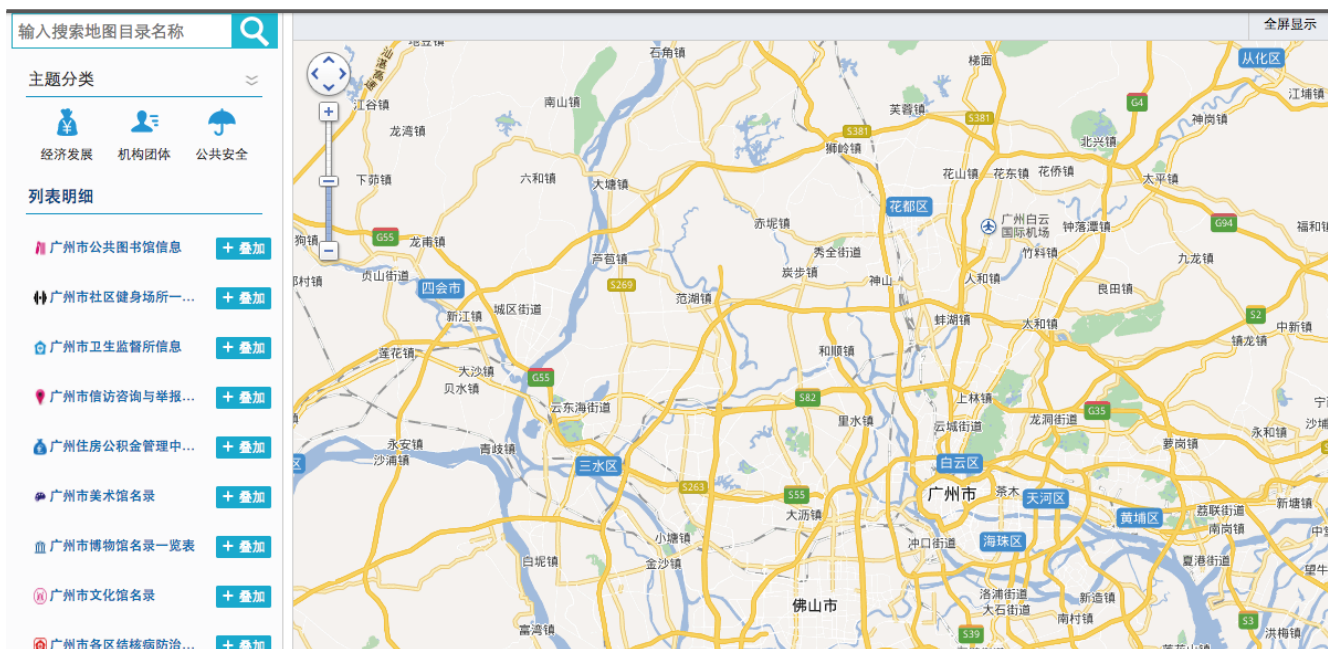 输入搜索地图目录名称
主题分类
经济发展 机构团体 公共安全
列表明细
广州市公共图书馆信息 + 叠加
广州市社区健身场所一... + 叠加
广州市卫生监督所信息 + 叠加
广州市信访咨询与举报... + 叠加
广州住房公积金管理中... + 叠加
广州市美术馆名录 + 叠加
广州市博物馆名录一览表 + 叠加
广州市文化馆名录 + 叠加
广州市各区结核病防治... + 叠加
全屏显示
石角镇
梯面
从化区
汕湛高速
江谷镇
南山镇
芙蓉镇
G4
江埔镇
龙湾镇
S381
S381
神岗镇
狮岭镇
北兴镇
下茆镇
六和镇
大塘镇
花山镇
花东镇
花侨镇
太平镇
花都区
赤坭镇
广州白云
国际机场
钟落潭镇
G94
福和镇
狗镇
G55
龙甫镇
秀全街道
竹料镇
芦苞镇
九龙镇
贞山街道
炭步镇
神山
人和镇
四会市
S269
范湖镇
良田镇
城区街道
新江镇
蚌湖镇
太和镇
S2
中新镇
镇龙镇
莲花镇
和顺镇
大沙镇
G55
贝水镇
S82
上林镇
云东海街道
里水镇
云城街道
龙洞街道
G35
永和镇
永安镇
青岐镇
萝岗镇
沙浦镇
三水区
白云区
S263
S55
广州市
茶木
天河区
大沥镇
黄埔区
荔联街道
新塘镇
南岗镇
小塘镇
冲口街道
海珠区
白坭镇
金沙镇
夏港街道
洛浦街道
新造镇
佛山市
大石街道
南村镇
富湾镇
S39
S3
洪梅镇